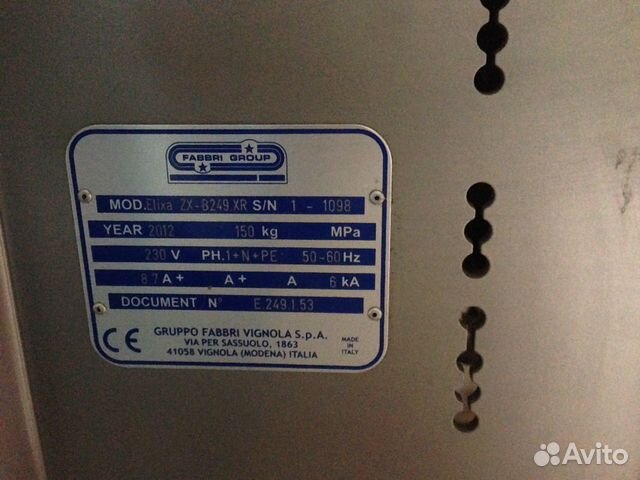 FABBRI GROUP
MOD. Elixa ZX-B249 XR S/N 1 - 1098
YEAR 2012 150 kg MPa
230 V PH. 1+N+PE 50-60 Hz
8.7 A+ A+ A 6 kA
DOCUMENT N° E.249.1.53
CE
GRUPPO FABBRI VIGNOLA S.p.A.
VIA PER SASSUOLO, 1863
41058 VIGNOLA (MODENA) ITALIA
MADE
IN
ITALY
Avito